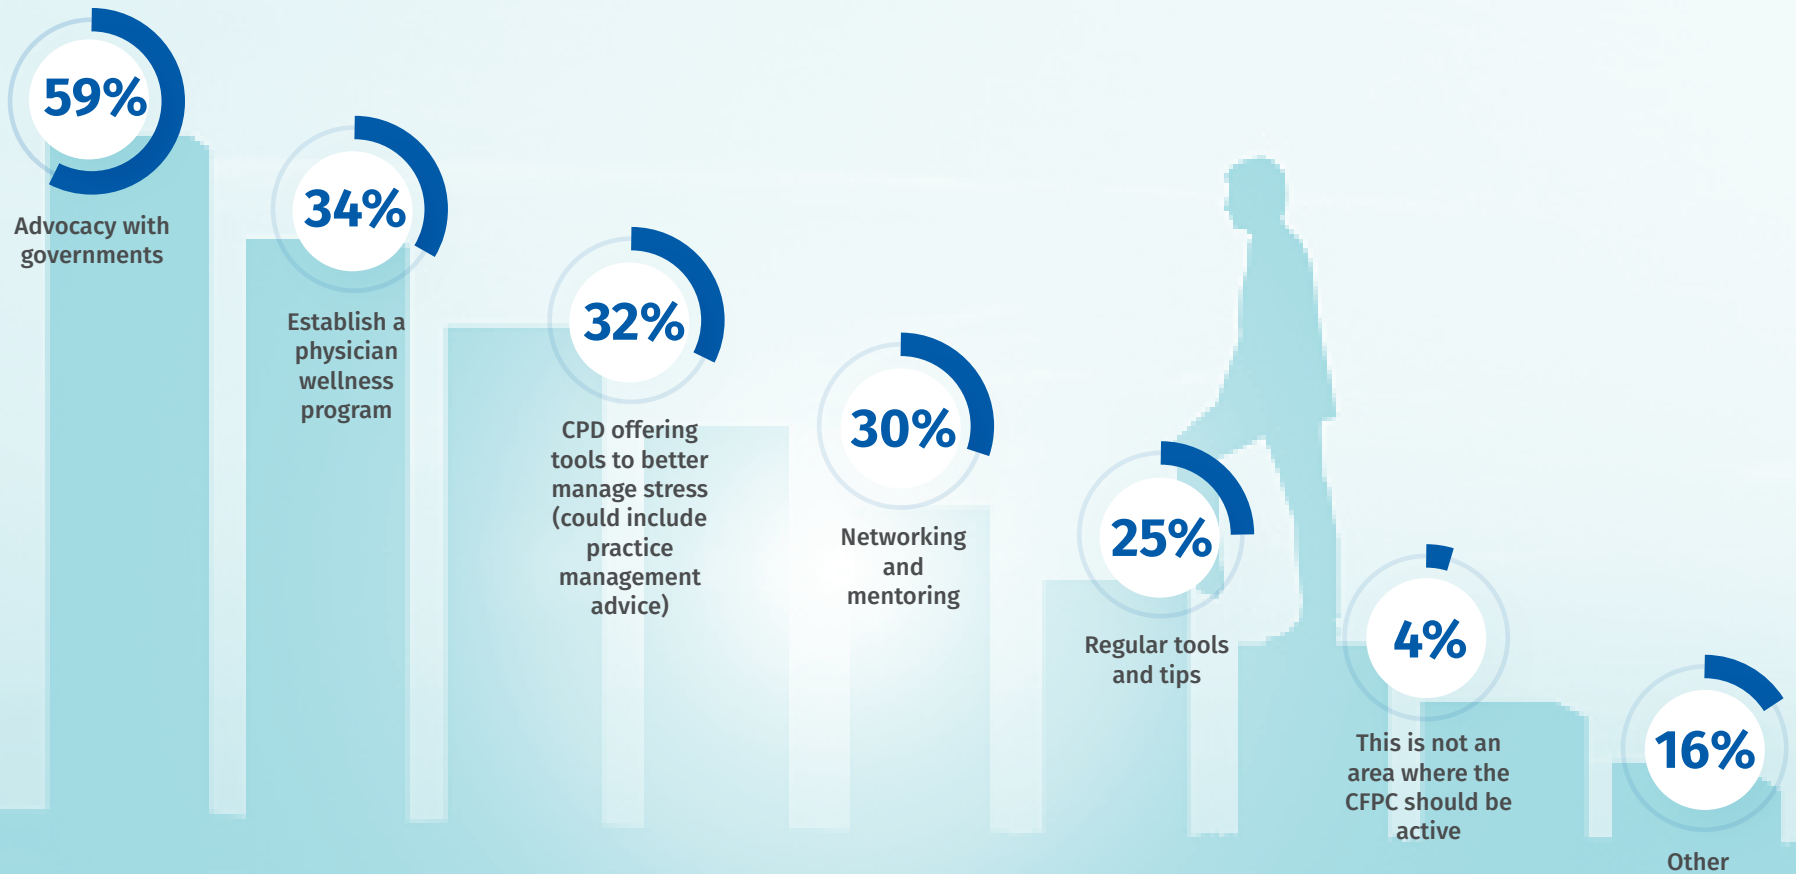 59%
Advocacy with
governments
34%
Establish a
physician
wellness
program
32%
CPD offering
tools to better
manage stress
(could include
practice
management
advice)
30%
Networking
and
mentoring
25%
Regular tools
and tips
4%
This is not an
area where the
CFPC should be
active
16%
Other